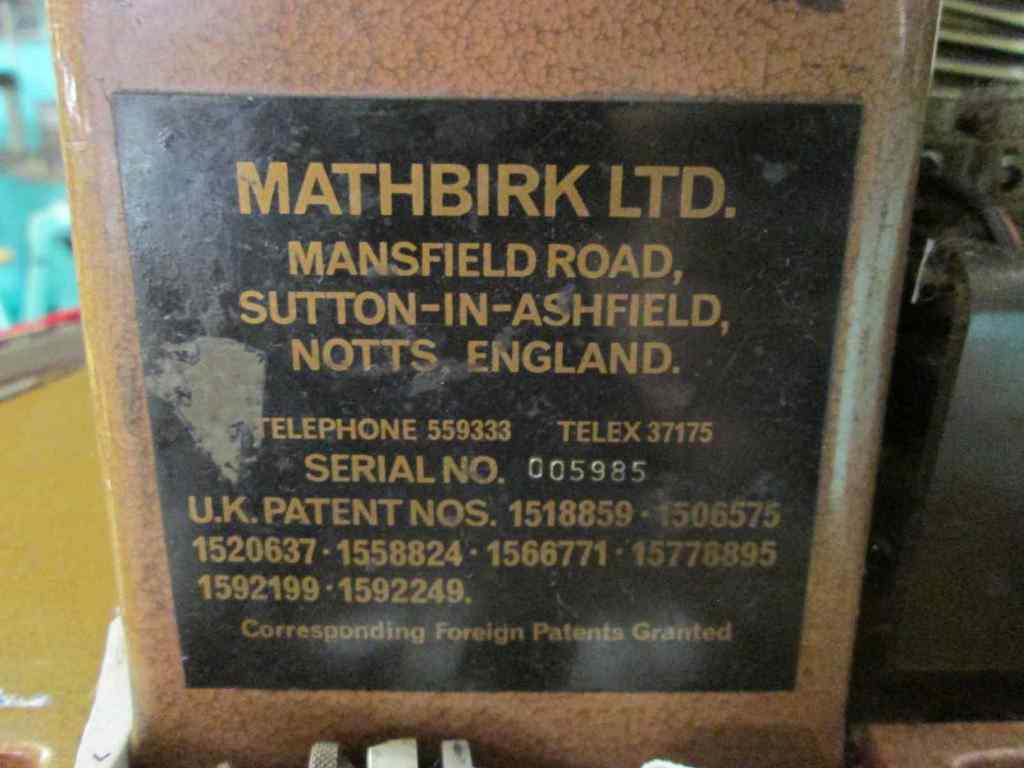 MATHBIRK LTD.
MANSFIELD ROAD,
SUTTON-IN-ASHFIELD,
NOTTS ENGLAND.
TELEPHONE 559333 TELEX 37175
SERIAL NO. 005985
U.K. PATENT NOS. 1518859 · 1506575
1520637 · 1558824 · 1566771 · 15778895
1592199 · 1592249.
Corresponding Foreign Patents Granted